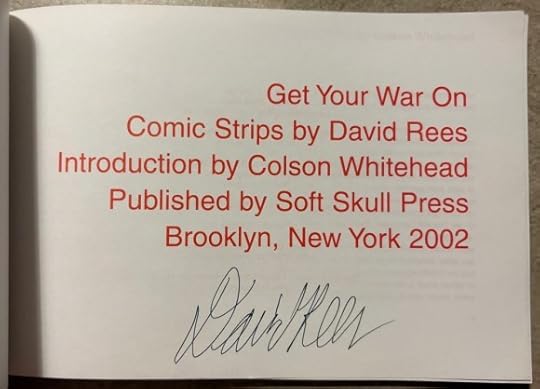 Get Your War On
Comic Strips by David Rees
Introduction by Colson Whitehead
Published by Soft Skull Press
Brooklyn, New York 2002
David Rees